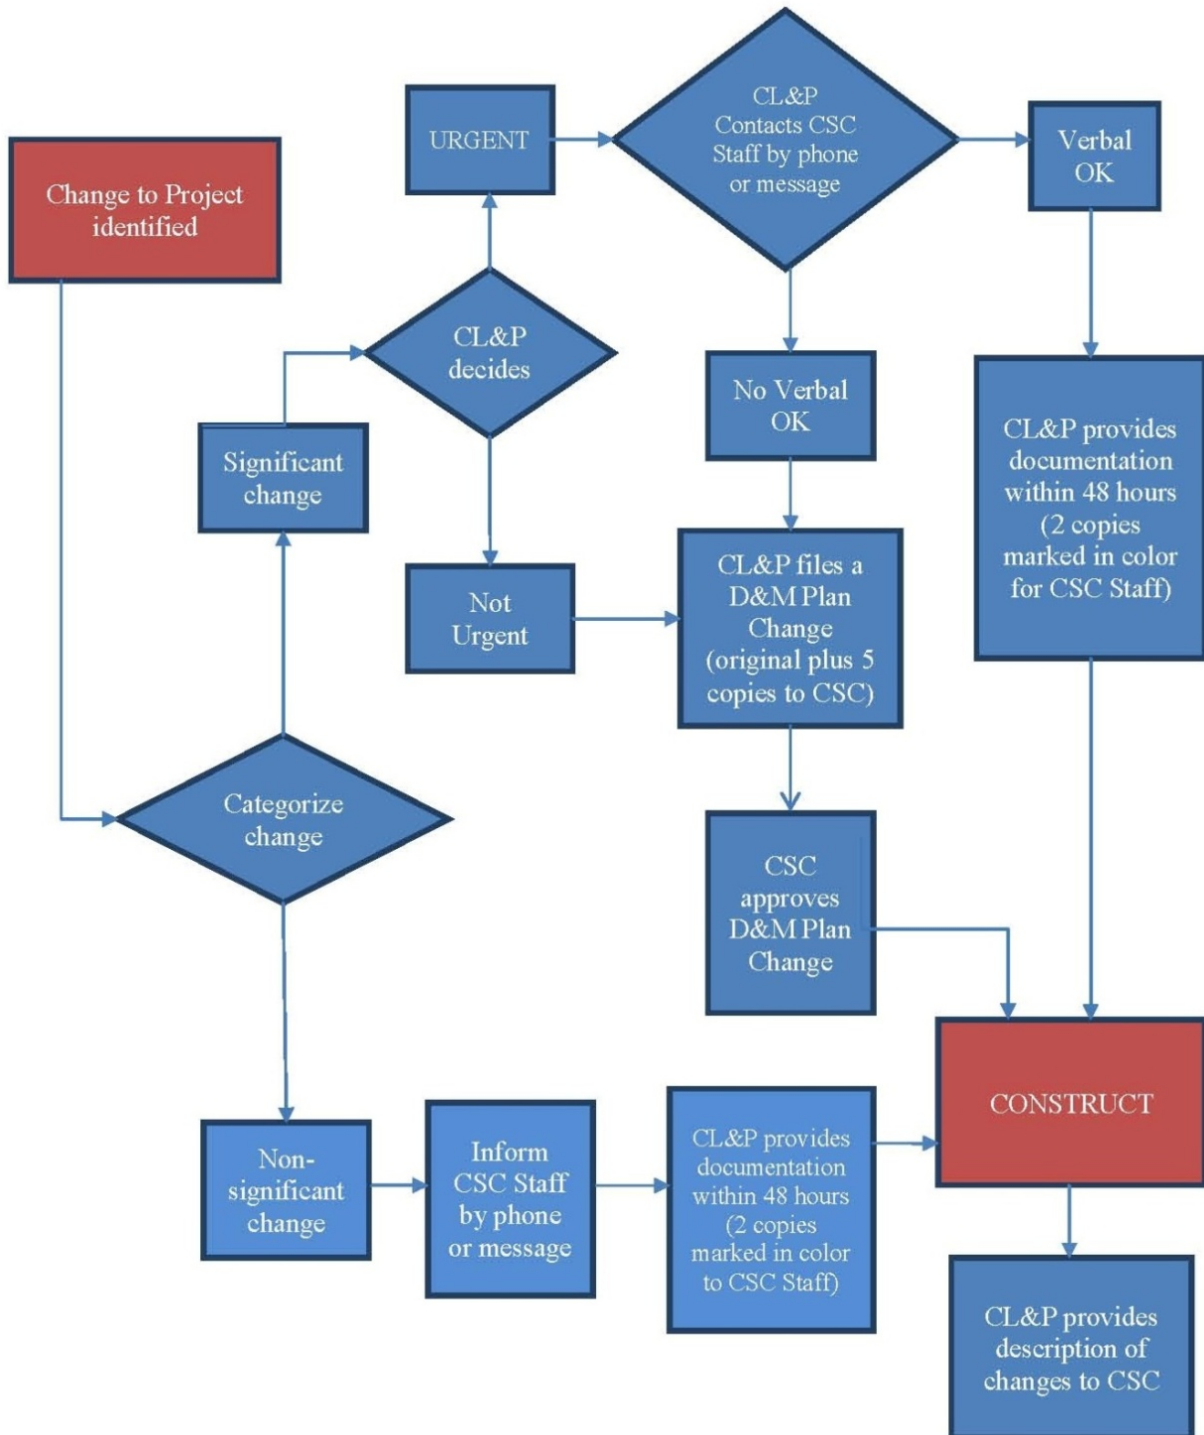 CL&P
Contacts CSC
Staff by phone
or message
URGENT
Verbal
OK
Change to Project
identified
CL&P
decides
No Verbal
OK
CL&P provides
documentation
within 48 hours
(2 copies
marked in color
for CSC Staff)
Significant
change
Not
Urgent
CL&P files a
D&M Plan
Change
(original plus 5
copies to CSC)
Categorize
change
CSC
approves
D&M Plan
Change
CONSTRUCT
Non-
significant
change
Inform
CSC Staff
by phone
or message
CL&P provides
documentation
within 48 hours
(2 copies
marked in color
to CSC Staff)
CL&P provides
description of
changes to CSC